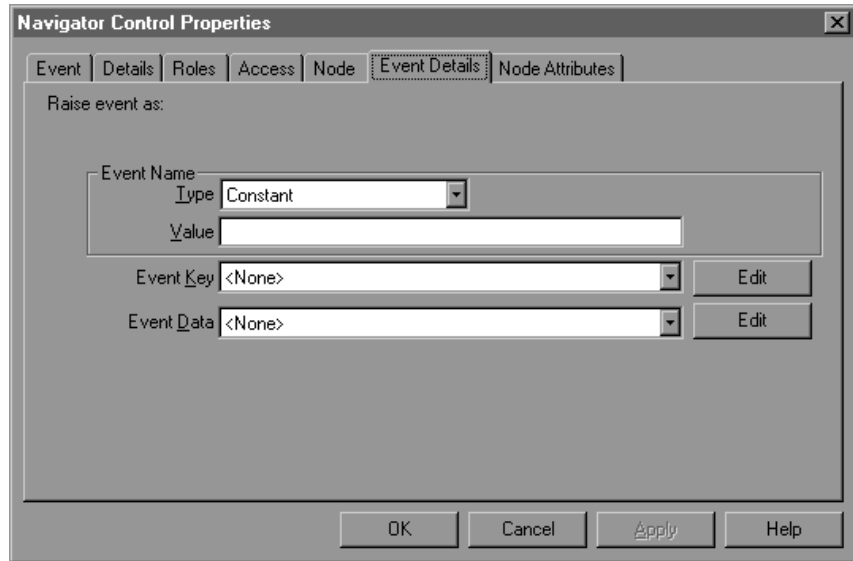 Navigator Control Properties
Event Details Roles Access Node Event Details Node Attributes
Raise event as:
Event Name
Type Constant
Value
Event Key <None> Edit
Event Data <None> Edit
OK Cancel Apply Help